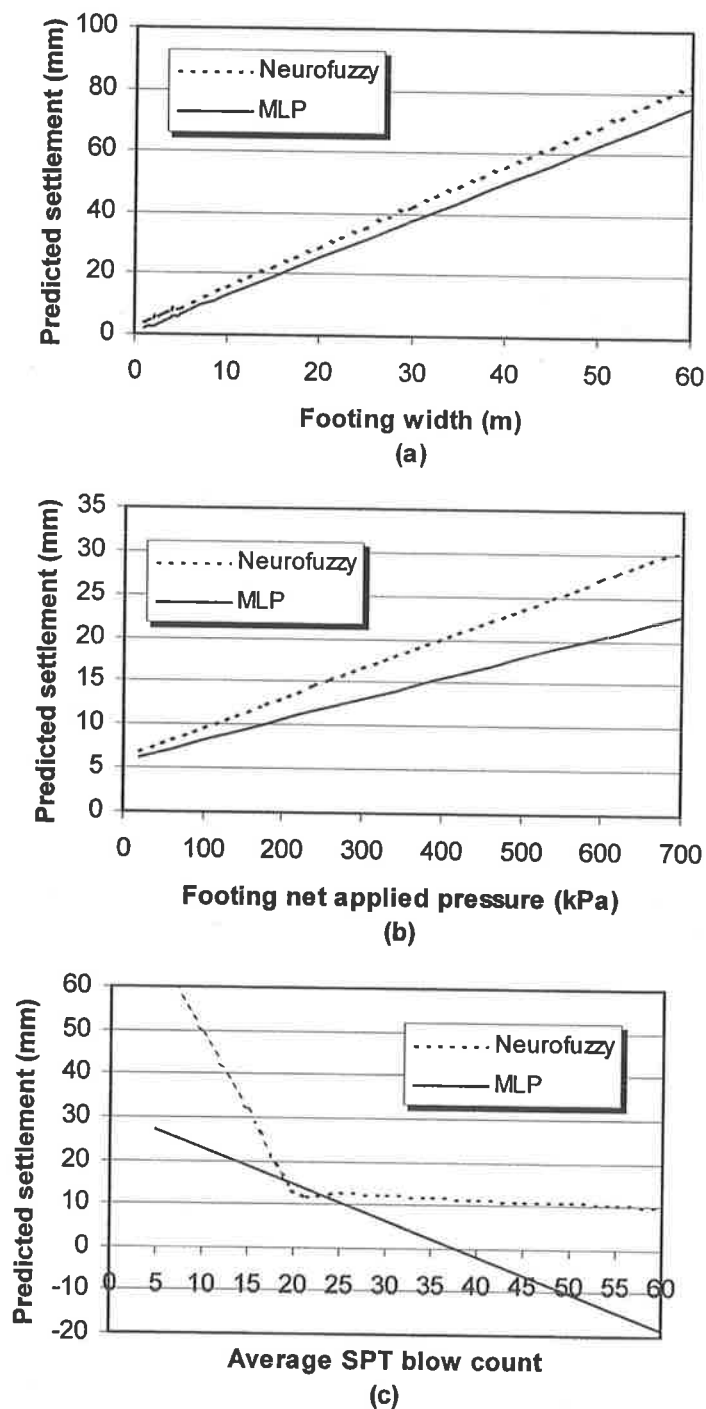 100
80
60
40
20
0
Predicted settlement (mm)
Neurofuzzy
MLP
0 10 20 30 40 50 60
Footing width (m)
(a)
35
30
25
20
15
10
5
0
Predicted settlement (mm)
Neurofuzzy
MLP
0 100 200 300 400 500 600 700
Footing net applied pressure (kPa)
(b)
60
50
40
30
20
10
0
-10
-20
Predicted settlement (mm)
Neurofuzzy
MLP
0 5 10 15 20 25 30 35 40 45 50 55 60
Average SPT blow count
(c)